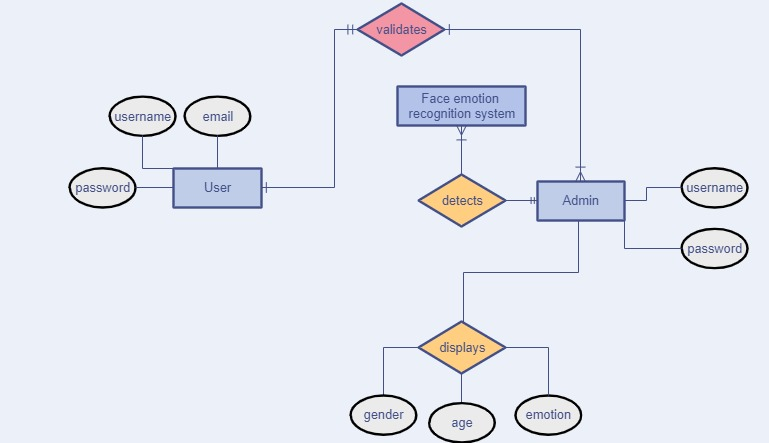 validates
Face emotion
recognition system
username
email
password
User
detects
Admin
username
password
displays
gender
age
emotion